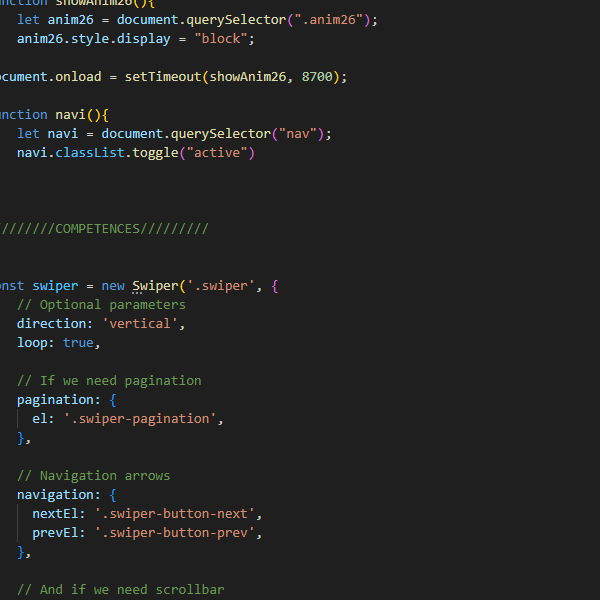 nction showAnim26(){
let anim26 = document.querySelector(".anim26");
anim26.style.display = "block";
ocument.onload = setTimeout(showAnim26, 8700);
nction navi(){
let navi = document.querySelector("nav");
navi.classList.toggle("active")
////////COMPETENCES/////////
nst swiper = new Swiper('.swiper', {
// Optional parameters
direction: 'vertical',
loop: true,
// If we need pagination
pagination: {
el: '.swiper-pagination',
},
// Navigation arrows
navigation: {
nextEl: '.swiper-button-next',
prevEl: '.swiper-button-prev',
},
// And if we need scrollbar